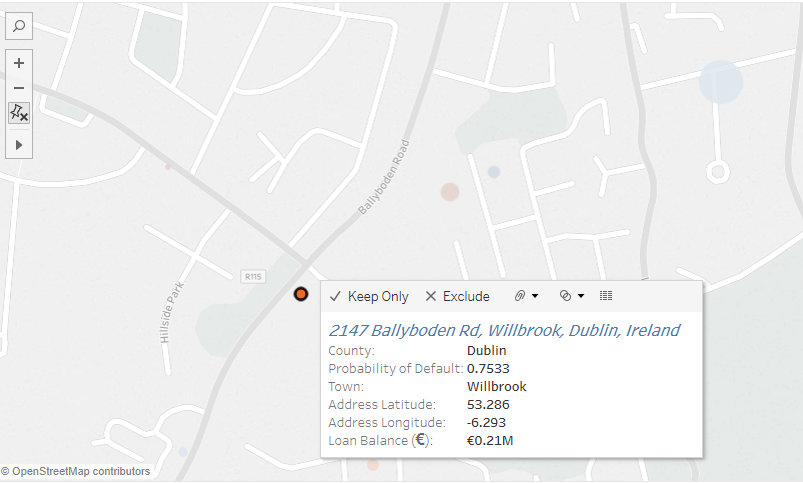 Ballyboden Road
R115
Hillside Park
Keep Only
Exclude
2147 Ballyboden Rd, Willbrook, Dublin, Ireland
County: Dublin
Probability of Default: 0.7533
Town: Willbrook
Address Latitude: 53.286
Address Longitude: -6.293
Loan Balance (€): €0.21M
© OpenStreetMap contributors